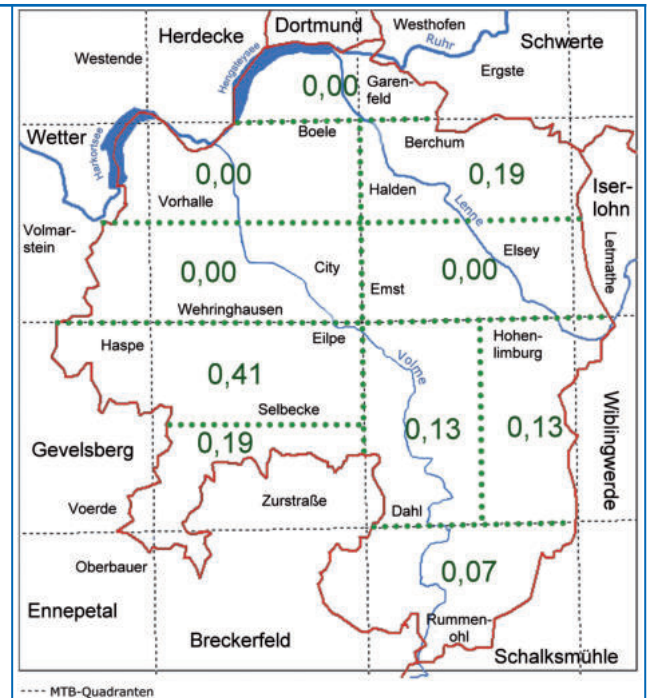 Herdecke
Dortmund
Westhofen
Schwerte
Ruhr
Westende
Hengsteysee
Ergste
0,00
Garen-
feld
Wetter
Harkortsee
Boele
Berchum
0,00
0,19
Iser-
lohn
Vorhalle
Halden
Lenne
Volmar-
stein
Letmathe
City
Elsey
0,00
0,00
Emst
Wehringhausen
Haspe
Eilpe
Hohen-
limburg
Volme
0,41
Selbecke
0,13
0,13
Wiblingwerde
Gevelsberg
0,19
Voerde
Zurstraße
Dahl
Oberbauer
0,07
Ennepetal
Rummen-
ohl
Breckerfeld
Schalksmühle
MTB-Quadranten